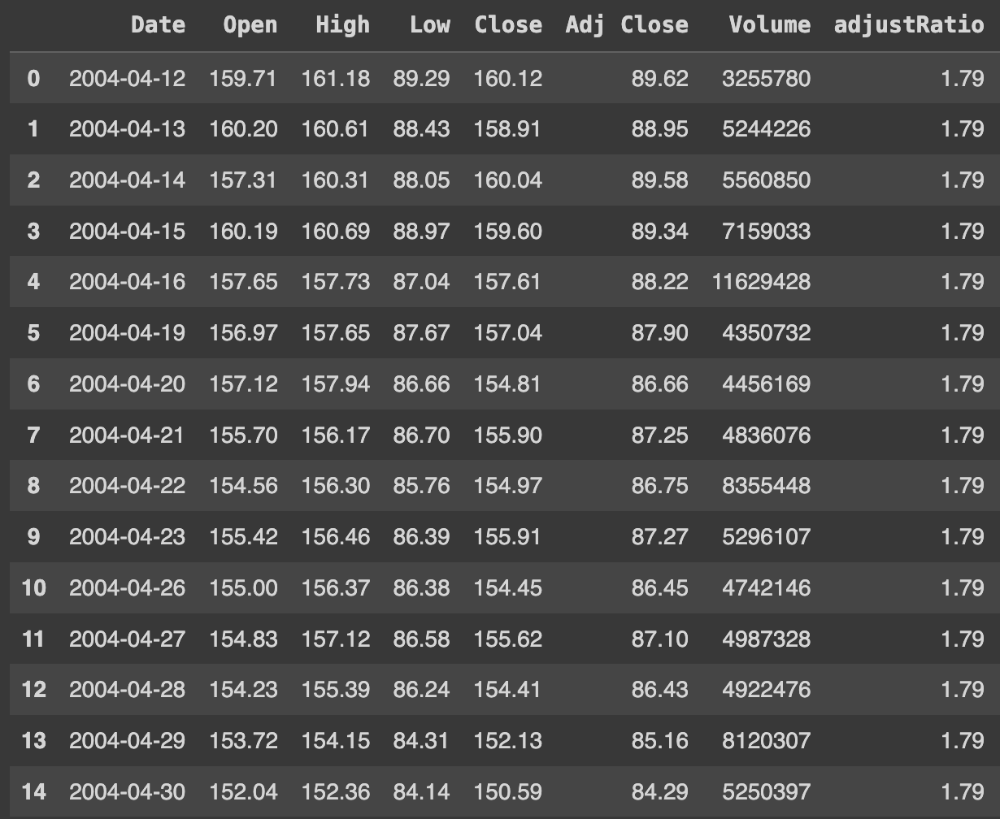 Date Open High Low Close Adj Close Volume adjustRatio
0 2004-04-12 159.71 161.18 89.29 160.12 89.62 3255780 1.79
1 2004-04-13 160.20 160.61 88.43 158.91 88.95 5244226 1.79
2 2004-04-14 157.31 160.31 88.05 160.04 89.58 5560850 1.79
3 2004-04-15 160.19 160.69 88.97 159.60 89.34 7159033 1.79
4 2004-04-16 157.65 157.73 87.04 157.61 88.22 11629428 1.79
5 2004-04-19 156.97 157.65 87.67 157.04 87.90 4350732 1.79
6 2004-04-20 157.12 157.94 86.66 154.81 86.66 4456169 1.79
7 2004-04-21 155.70 156.17 86.70 155.90 87.25 4836076 1.79
8 2004-04-22 154.56 156.30 85.76 154.97 86.75 8355448 1.79
9 2004-04-23 155.42 156.46 86.39 155.91 87.27 5296107 1.79
10 2004-04-26 155.00 156.37 86.38 154.45 86.45 4742146 1.79
11 2004-04-27 154.83 157.12 86.58 155.62 87.10 4987328 1.79
12 2004-04-28 154.23 155.39 86.24 154.41 86.43 4922476 1.79
13 2004-04-29 153.72 154.15 84.31 152.13 85.16 8120307 1.79
14 2004-04-30 152.04 152.36 84.14 150.59 84.29 5250397 1.79